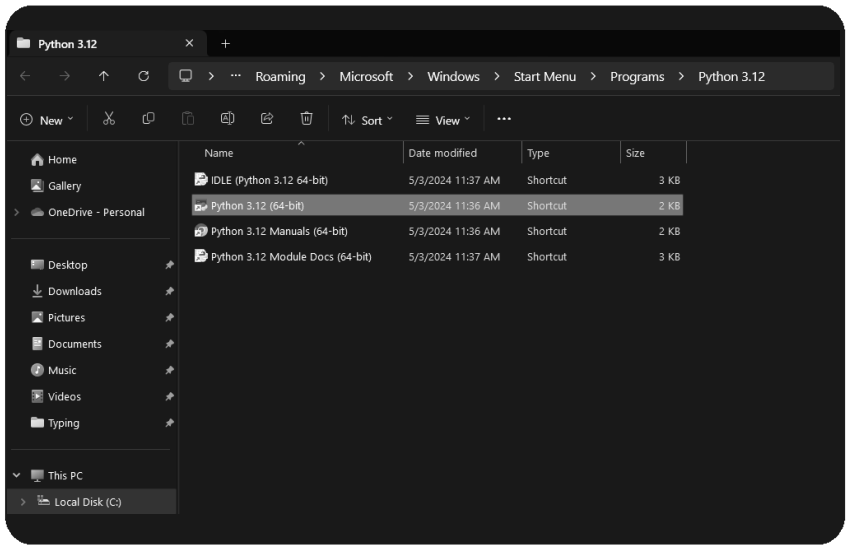 Python 3.12
··· Roaming > Microsoft > Windows > Start Menu > Programs > Python 3.12
New Sort View ···
Name Date modified Type Size
Home
Gallery
OneDrive - Personal
Desktop
Downloads
Pictures
Documents
Music
Videos
Typing
This PC
Local Disk (C:)
IDLE (Python 3.12 64-bit) 5/3/2024 11:37 AM Shortcut 3 KB
Python 3.12 (64-bit) 5/3/2024 11:36 AM Shortcut 2 KB
Python 3.12 Manuals (64-bit) 5/3/2024 11:36 AM Shortcut 2 KB
Python 3.12 Module Docs (64-bit) 5/3/2024 11:37 AM Shortcut 3 KB